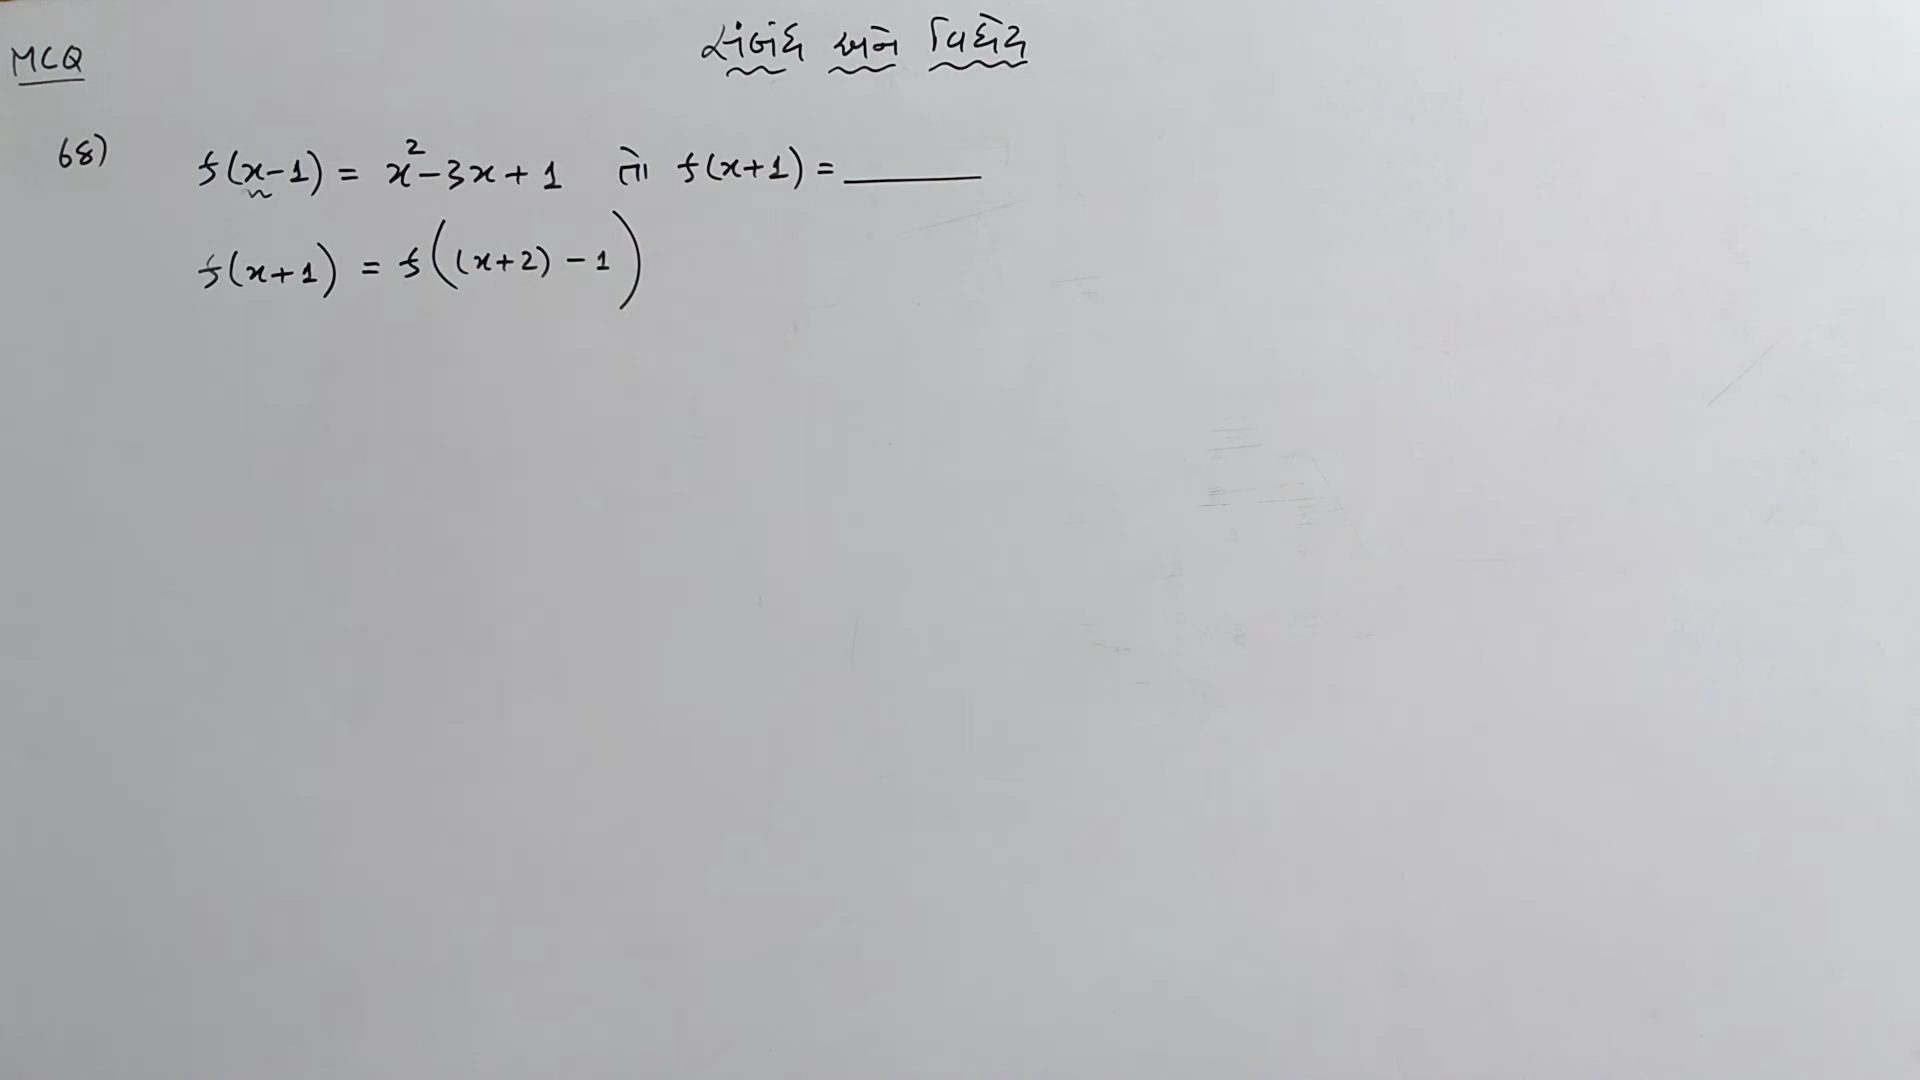 MCQ
સંબંધ અને વિધેય
68) f(x-1) = x²-3x+1 તો f(x+1) = ______
f(x+1) = f((x+2)-1)